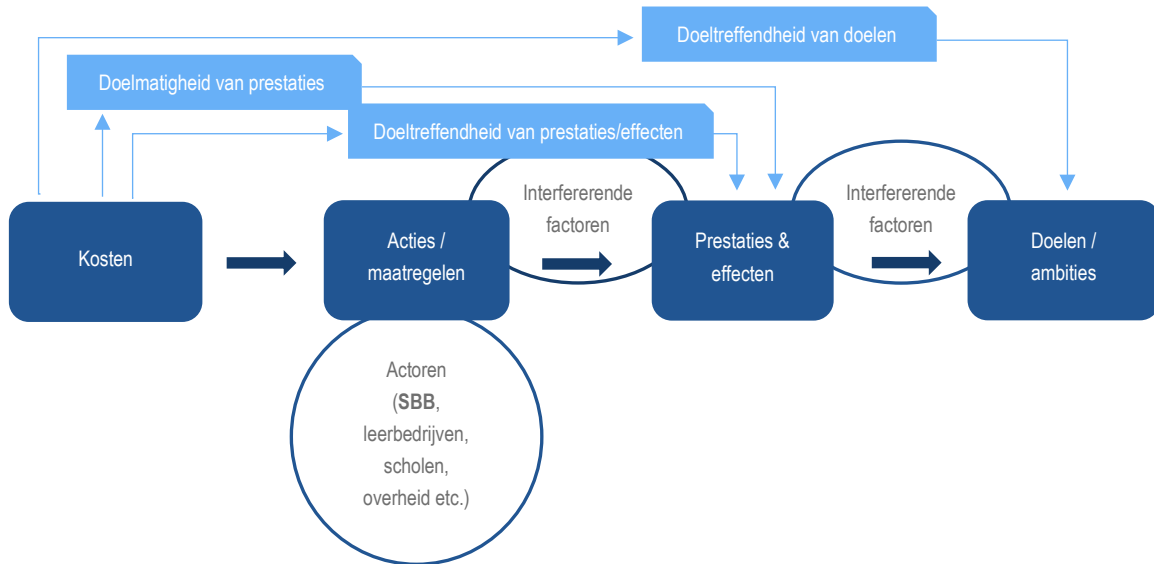 Doeltreffendheid van doelen
Doelmatigheid van prestaties
Doeltreffendheid van prestaties/effecten
Kosten
Acties /
maatregelen
Interfererende
factoren
Prestaties &
effecten
Interfererende
factoren
Doelen /
ambities
Actoren
(SBB,
leerbedrijven,
scholen,
overheid etc.)